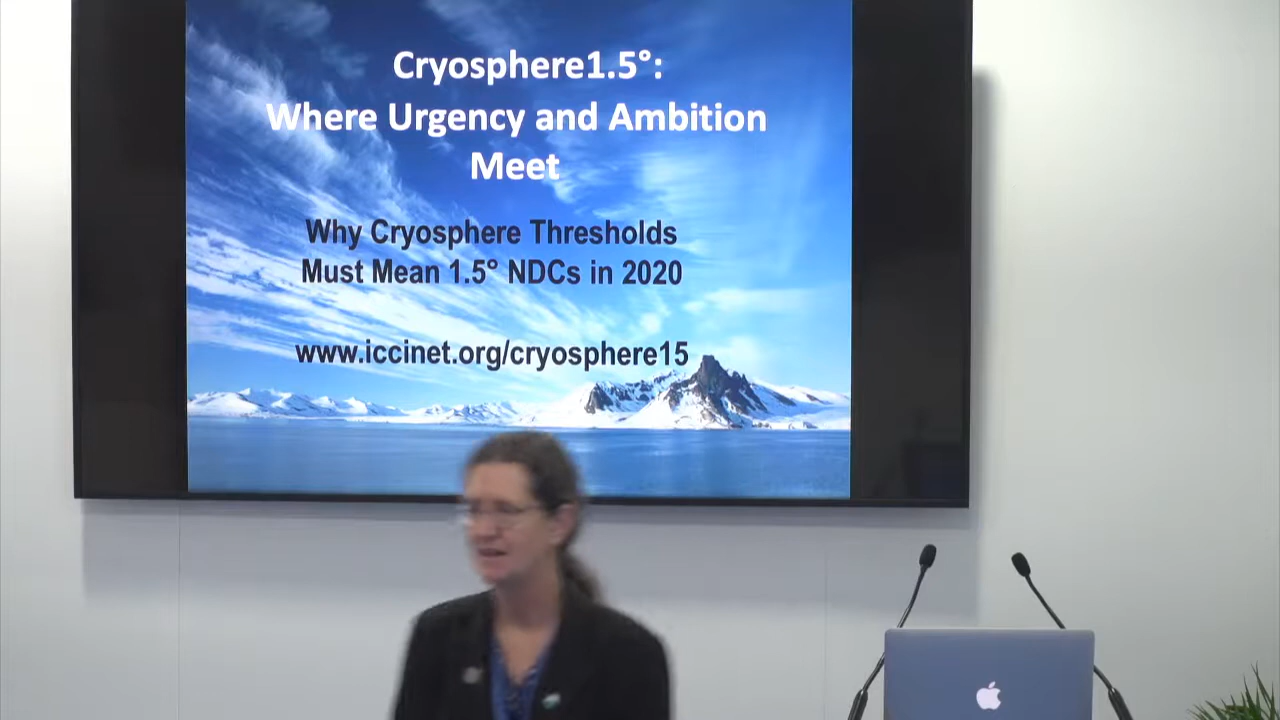 Cryosphere1.5°:
Where Urgency and Ambition
Meet
Why Cryosphere Thresholds
Must Mean 1.5° NDCs in 2020
www.iccinet.org/cryosphere15